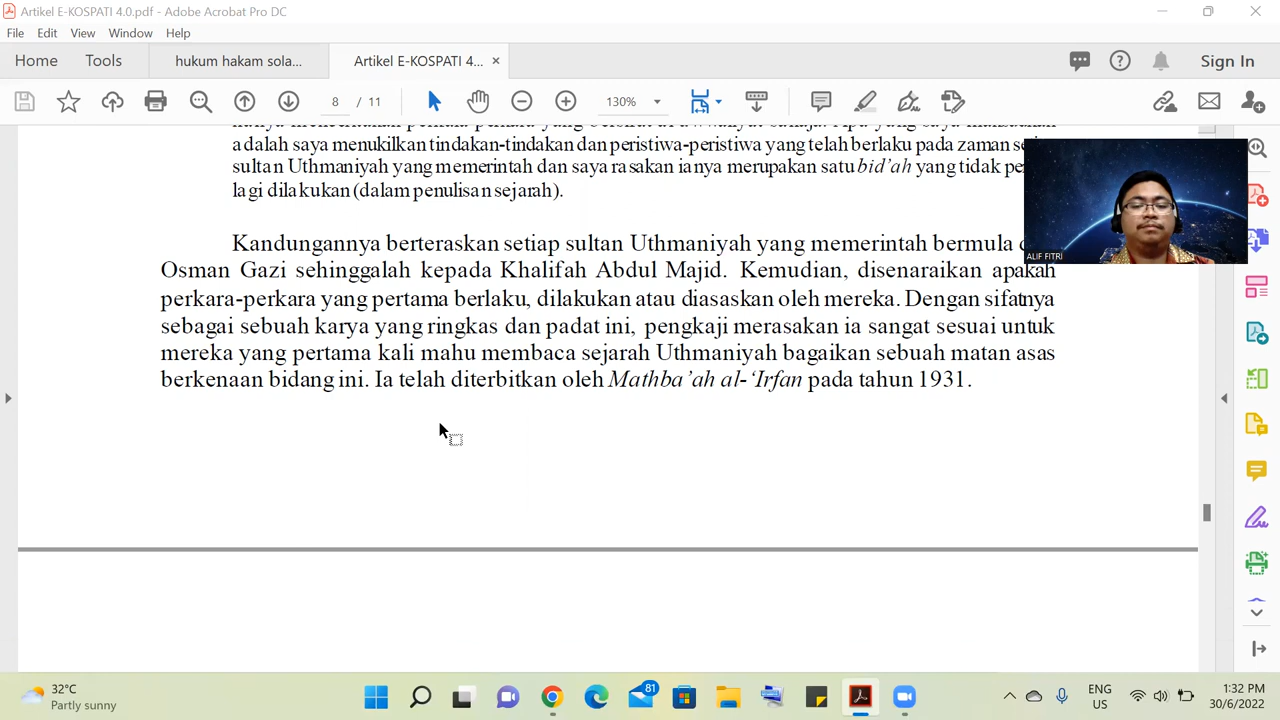 Artikel E-KOSPATI 4.0.pdf - Adobe Acrobat Pro DC
File Edit View Window Help
Home Tools hukum hakam sola... Artikel E-KOSPATI 4... ×
Sign In
8 / 11 130%
adalah saya menukilkan tindakan-tindakan dan peristiwa-peristiwa yang telah berlaku pada zaman
sultan Uthmaniyah yang memerintah dan saya rasakan ianya merupakan satu bid'ah yang tidak
lagi dilakukan (dalam penulisan sejarah).
Kandungannya berteraskan setiap sultan Uthmaniyah yang memerintah bermula
Osman Gazi sehinggalah kepada Khalifah Abdul Majid. Kemudian, disenaraikan apakah
perkara-perkara yang pertama berlaku, dilakukan atau diasaskan oleh mereka. Dengan sifatnya
sebagai sebuah karya yang ringkas dan padat ini, pengkaji merasakan ia sangat sesuai untuk
mereka yang pertama kali mahu membaca sejarah Uthmaniyah bagaikan sebuah matan asas
berkenaan bidang ini. Ia telah diterbitkan oleh Mathba'ah al-'Irfan pada tahun 1931.
ALIF FITRI
32°C
Partly sunny
81
ENG
US
1:32 PM
30/6/2022